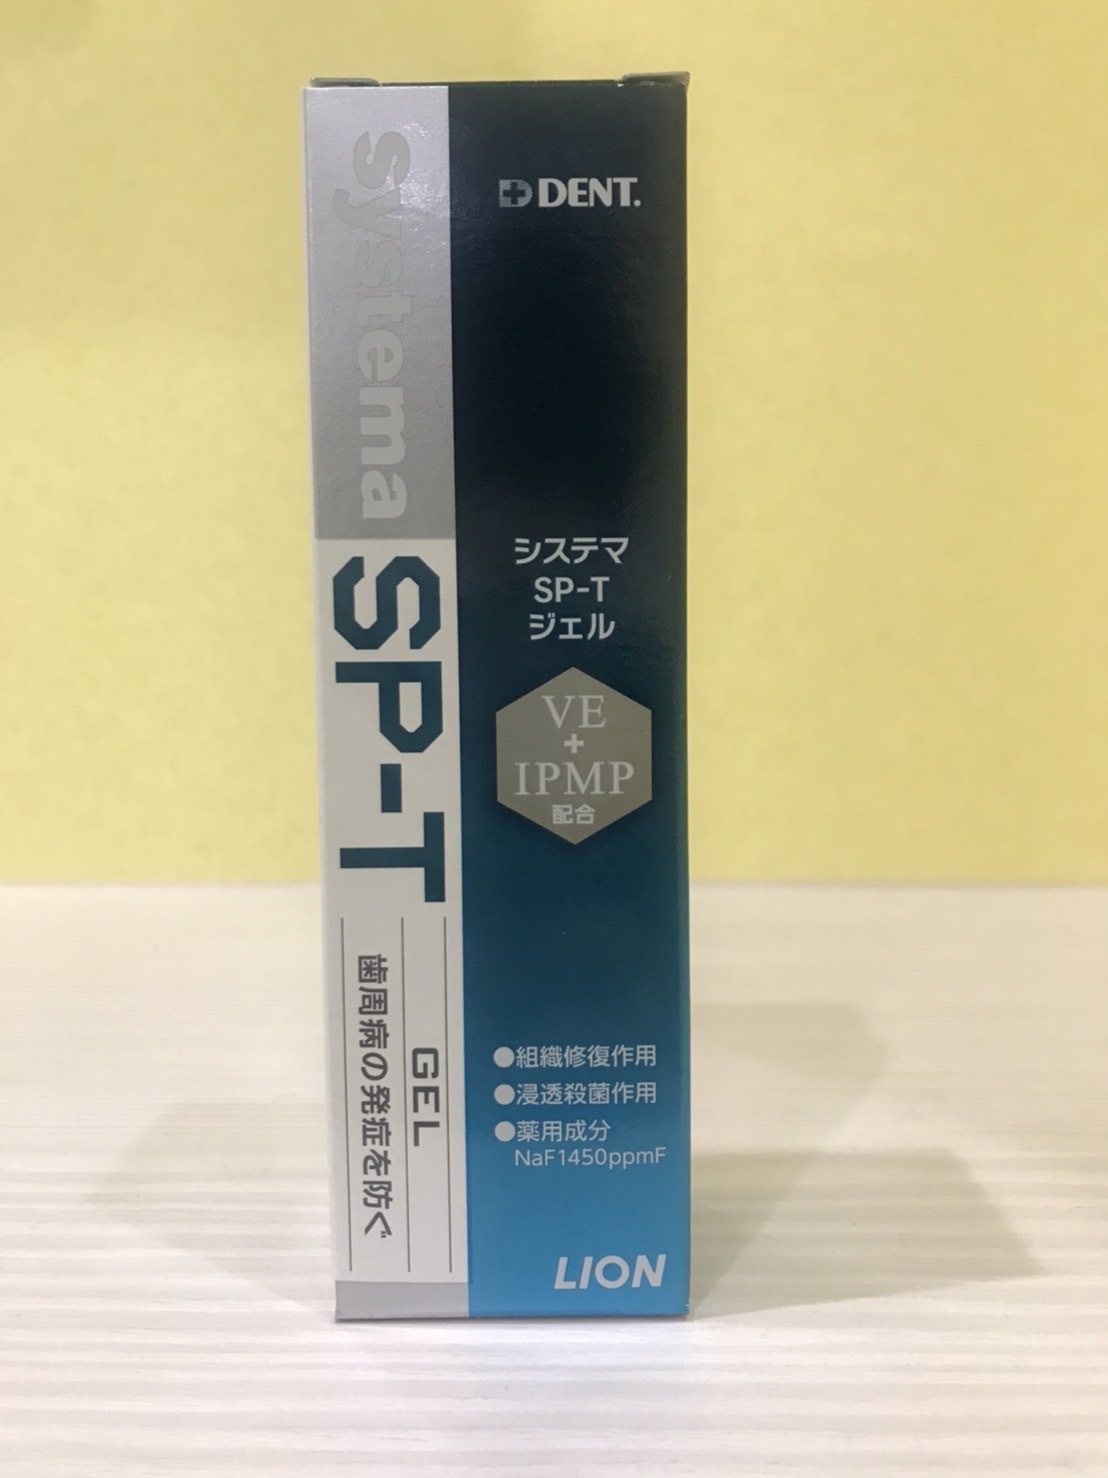 Systema
SP-T
GEL
歯周病の発症を防ぐ
DENT.
システマ
SP-T
ジェル
VE
+
IPMP
配合
●組織修復作用
●浸透殺菌作用
●薬用成分
NaF1450ppmF
LION